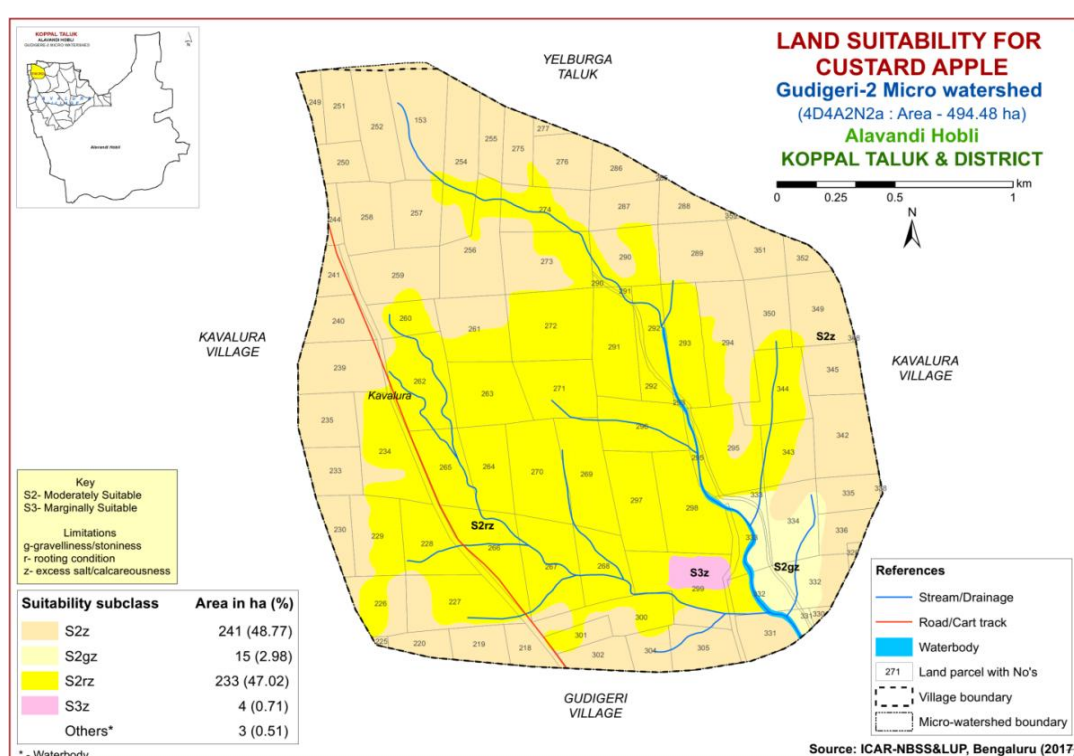 KOPPAL TALUK
ALAVANDI HOBLI
GUDIGERI-2 MICRO-WATERSHED
Alavandi Hobli
LAND SUITABILITY FOR
CUSTARD APPLE
Gudigeri-2 Micro watershed
(4D4A2N2a : Area - 494.48 ha)
Alavandi Hobli
KOPPAL TALUK & DISTRICT
km
0 0.25 0.5 1
N
YELBURGA
TALUK
249 251 252 153 255 277
275 276
250 254 286
258 257 274 287 288
244 256 273 290 289 351 352
241 259 290 291
240 260 261 272 292 293 294 350 349
S2z
KAVALURA
VILLAGE
KAVALURA
VILLAGE
239 262 263 271 291 292 344 345
Kavalura
235 234 295 343 342
233 265 264 270 269 297 298 333 335
230 229 228 266 267 268 299 334 336
S2rz
S3z
S2gz
332
226 227 300 332 331 330
225 220 219 218 301 302 304 305 331
GUDIGERI
VILLAGE
Key
S2- Moderately Suitable
S3- Marginally Suitable
Limitations
g-gravelliness/stoniness
r- rooting condition
z- excess salt/calcareousness
Suitability subclass Area in ha (%)
S2z 241 (48.77)
S2gz 15 (2.98)
S2rz 233 (47.02)
S3z 4 (0.71)
Others* 3 (0.51)
* - Waterbody
References
Stream/Drainage
Road/Cart track
Waterbody
271 Land parcel with No's
Village boundary
Micro-watershed boundary
Source: ICAR-NBSS&LUP, Bengaluru (2017